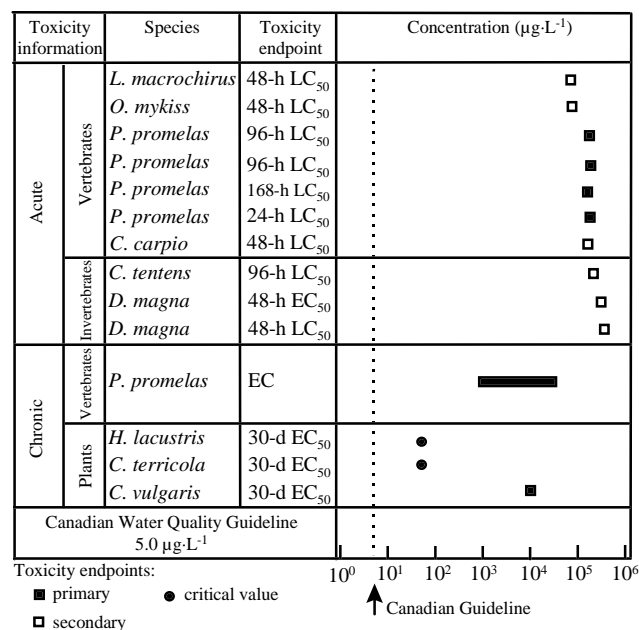 Toxicity information Species Toxicity endpoint Concentration (µg·L-1)
Acute
Vertebrates
L. macrochirus 48-h LC50
O. mykiss 48-h LC50
P. promelas 96-h LC50
P. promelas 96-h LC50
P. promelas 168-h LC50
P. promelas 24-h LC50
C. carpio 48-h LC50
Invertebrates
C. tentens 96-h LC50
D. magna 48-h EC50
D. magna 48-h LC50
Chronic
Vertebrates
P. promelas EC
Plants
H. lacustris 30-d EC50
C. terricola 30-d EC50
C. vulgaris 30-d EC50
Canadian Water Quality Guideline
5.0 µg·L-1
Toxicity endpoints:
primary critical value
secondary
100 101 102 103 104 105 106
Canadian Guideline